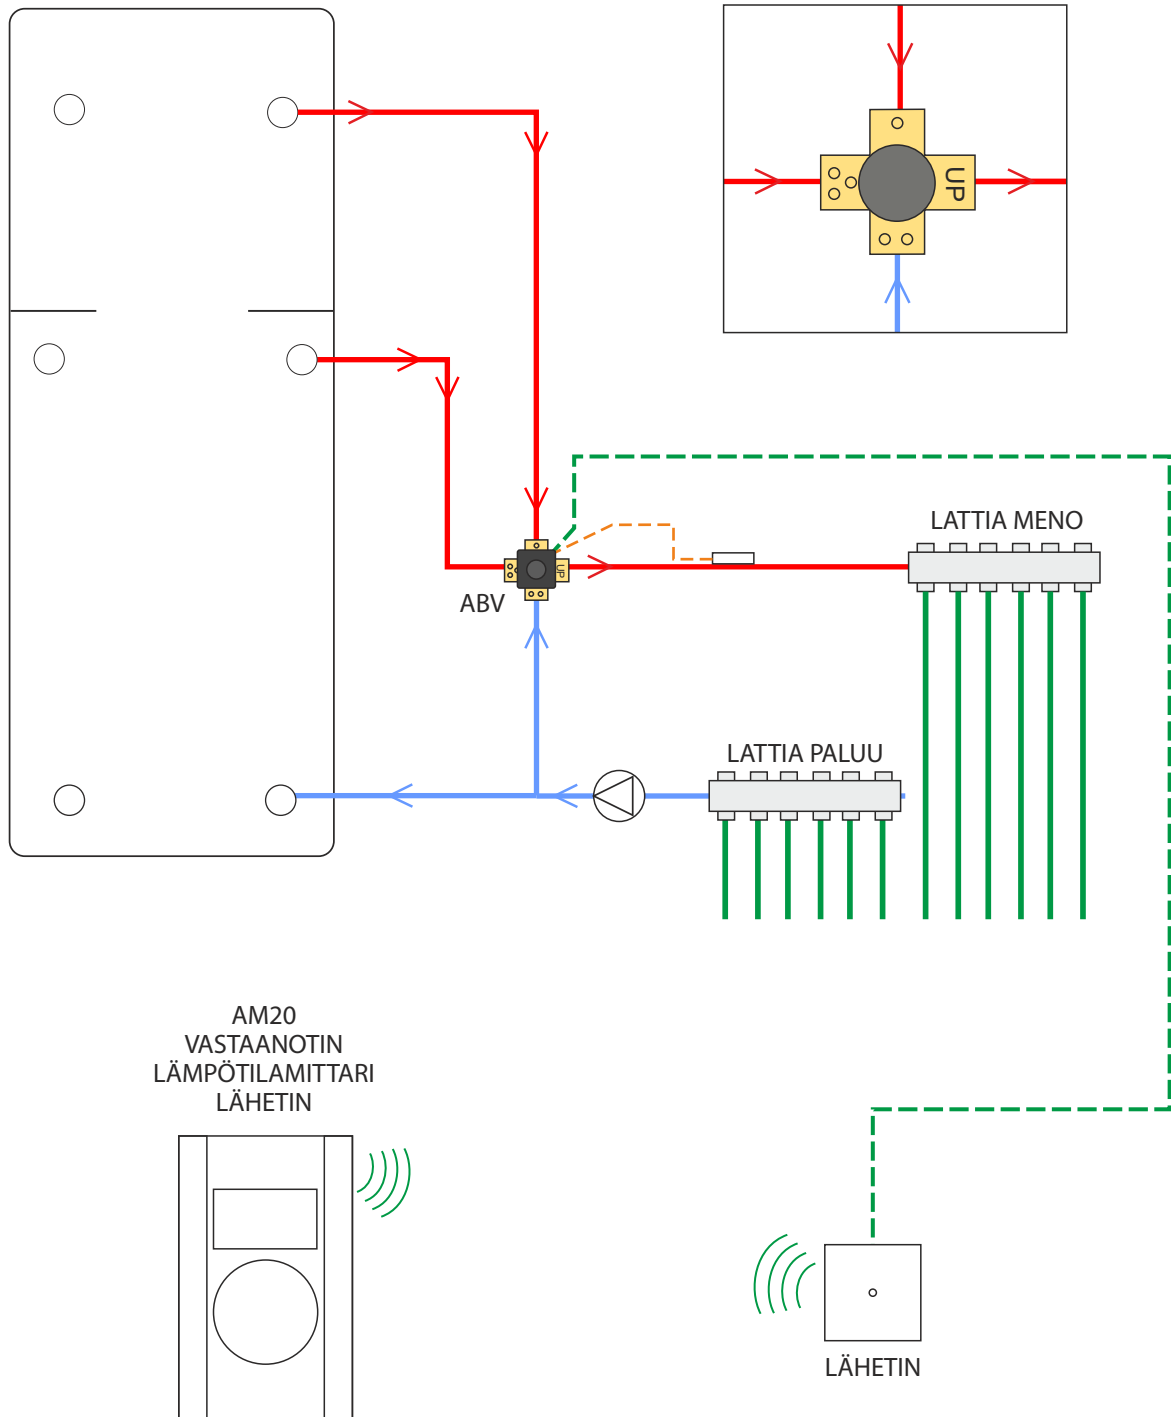 UP
LATTIA MENO
UP
ABV
LATTIA PALUU
AM20
VASTAANOTIN
LÄMPÖTILAMITTARI
LÄHETIN
LÄHETIN